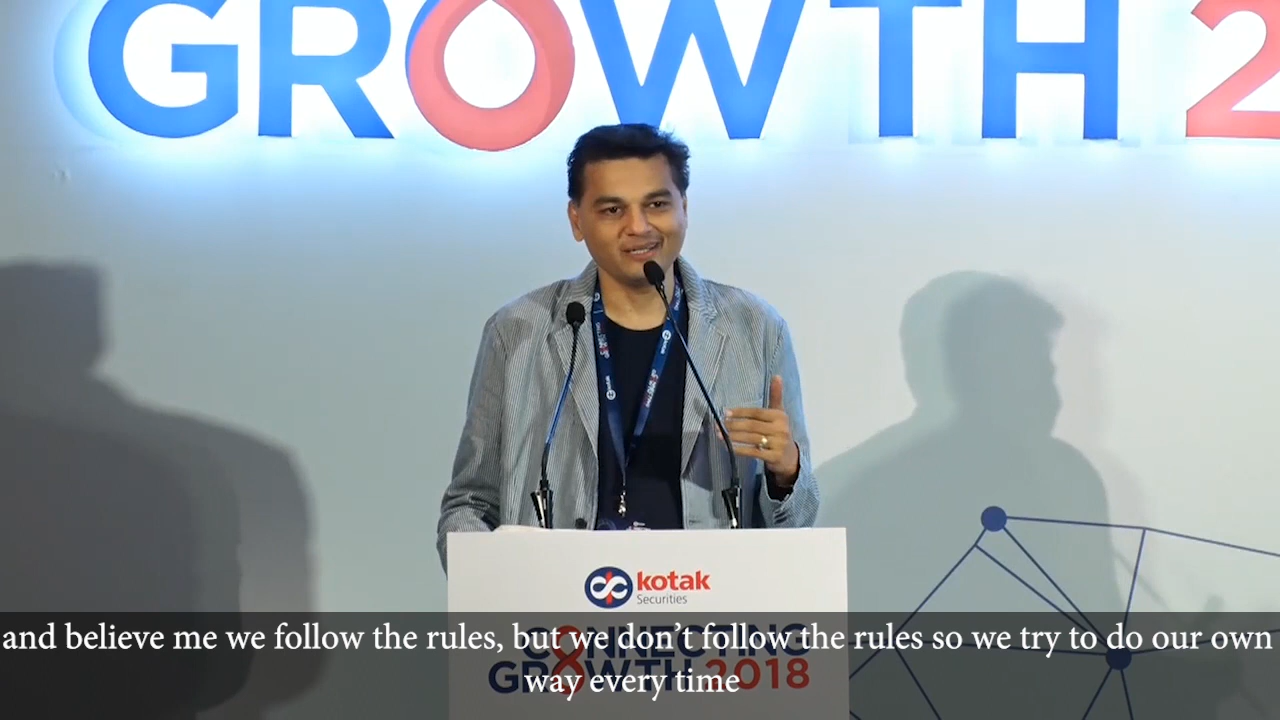 GROWTH 2
kotak
Securities
CONNECTING
GROWTH 2018
and believe me we follow the rules, but we don't follow the rules so we try to do our own
way every time